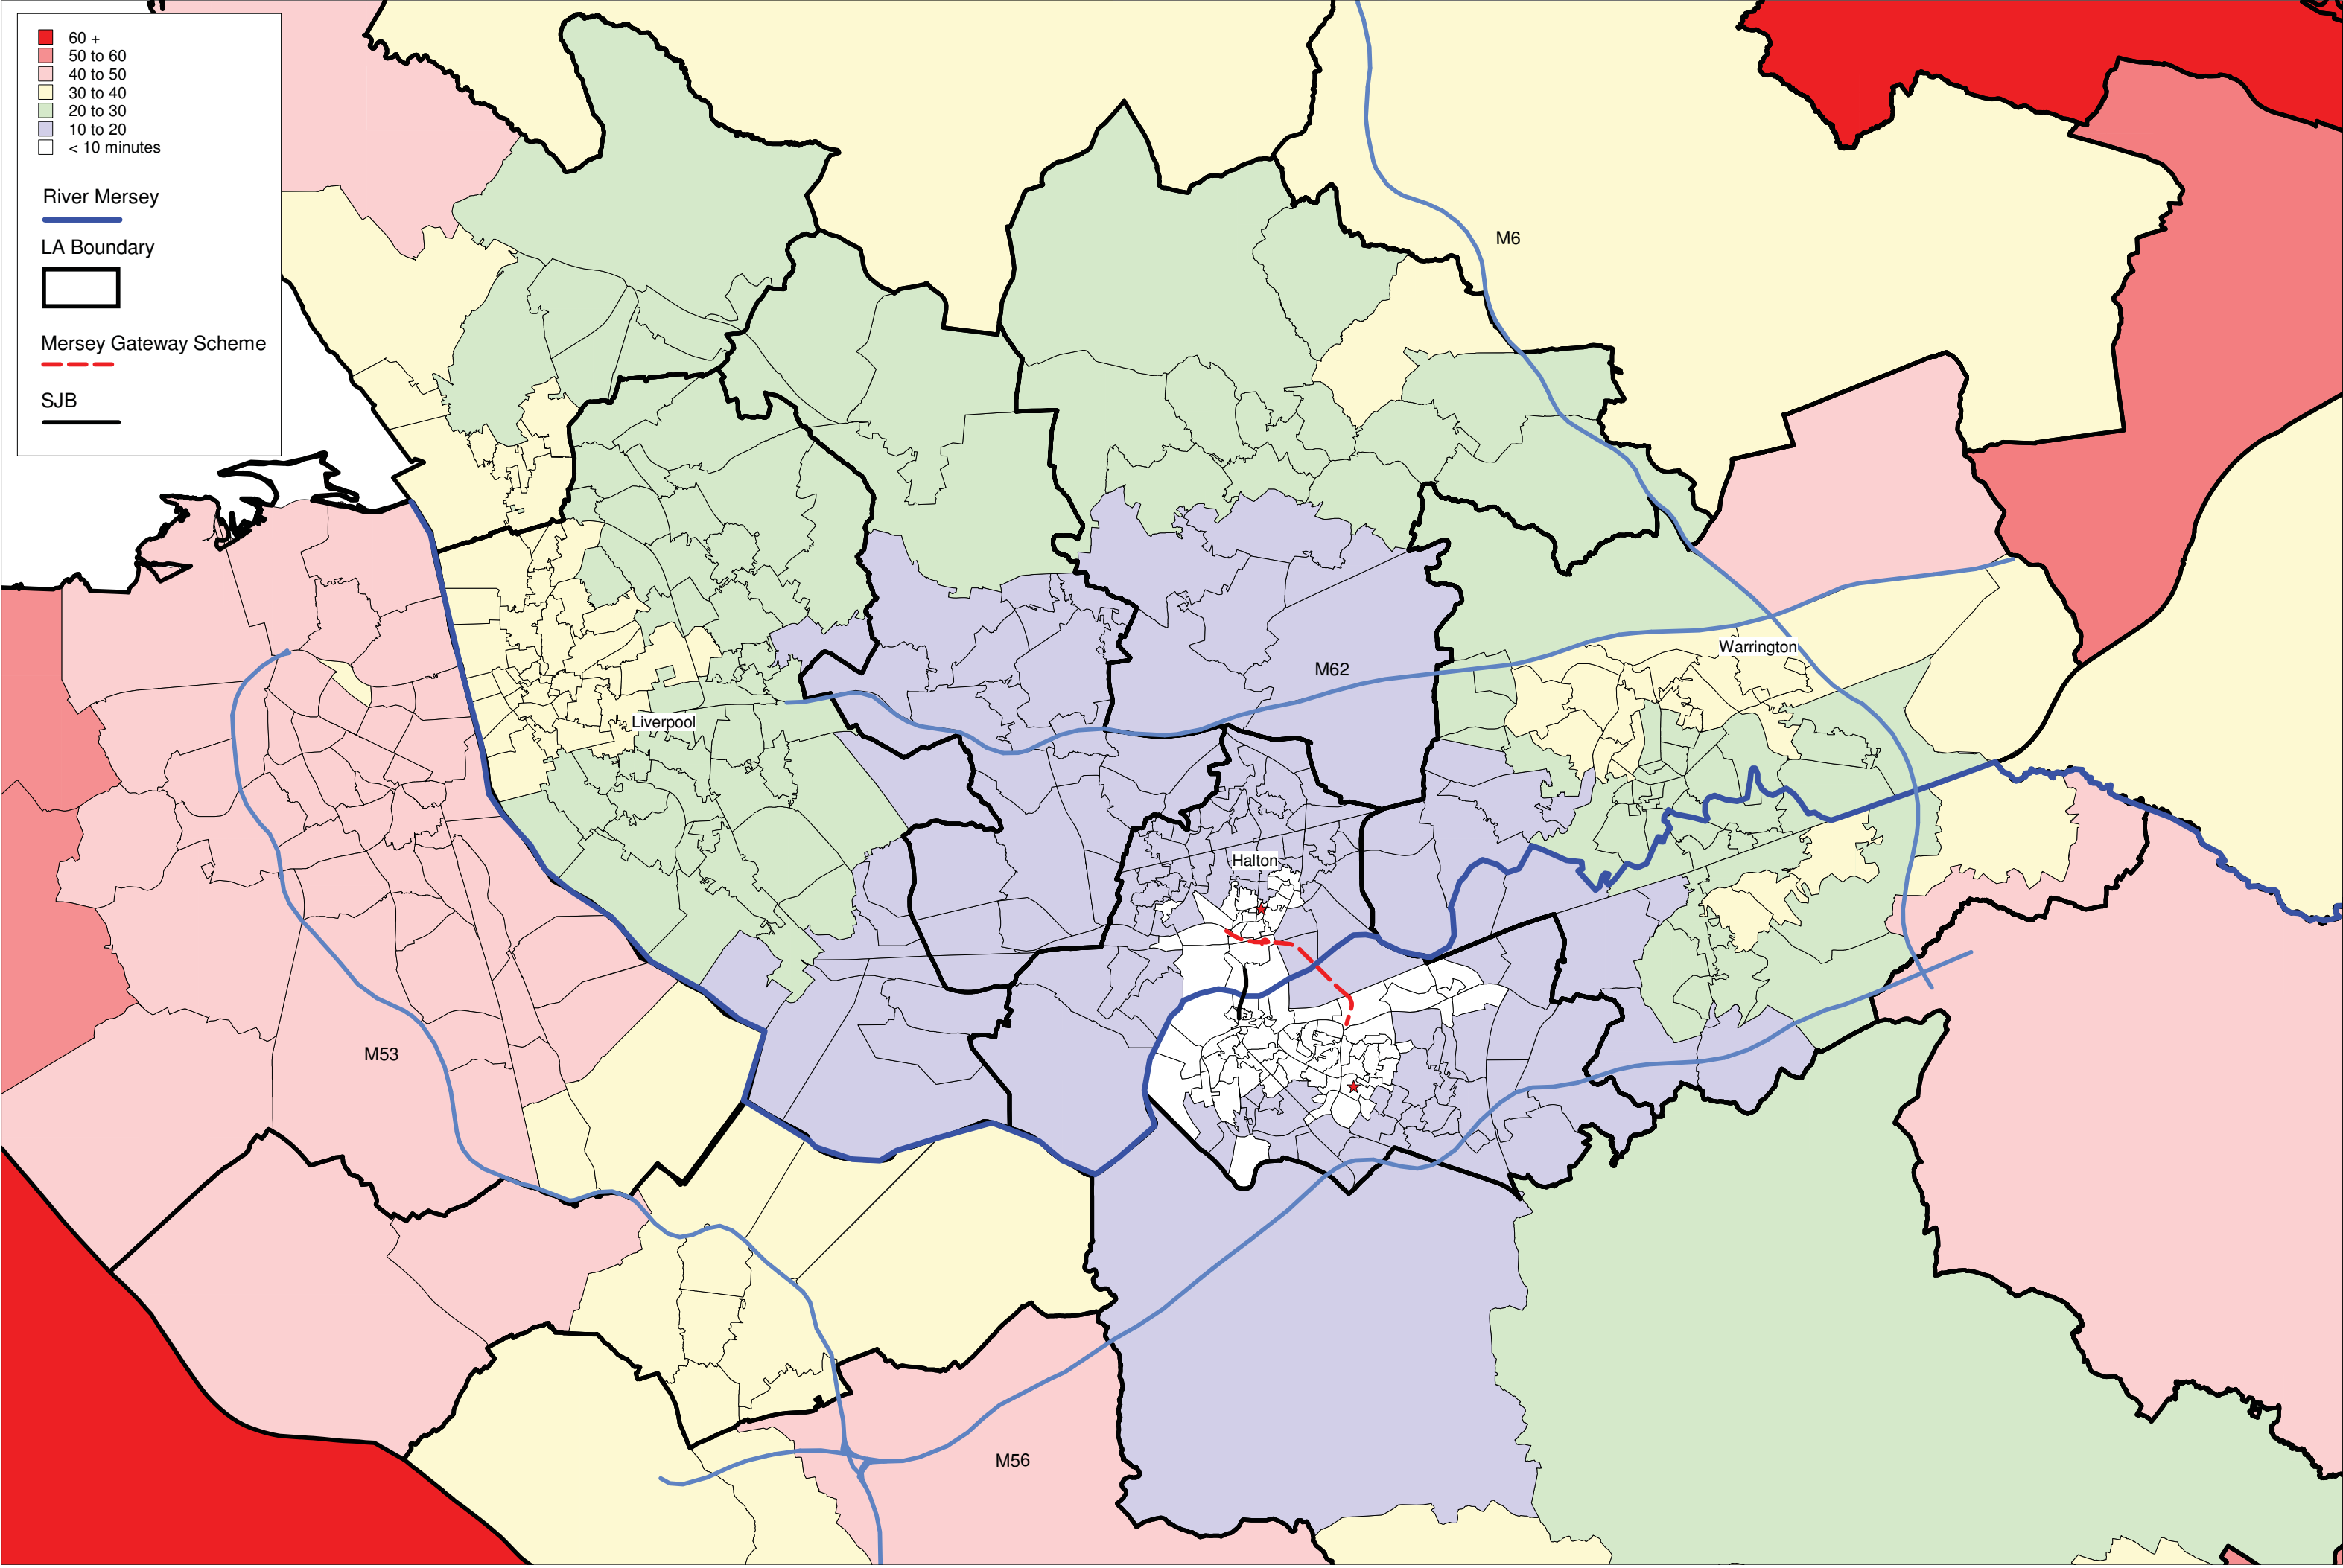 60 +
50 to 60
40 to 50
30 to 40
20 to 30
10 to 20
< 10 minutes
River Mersey
LA Boundary
Mersey Gateway Scheme
SJB
M6
Warrington
M62
Liverpool
Halton
M53
M56